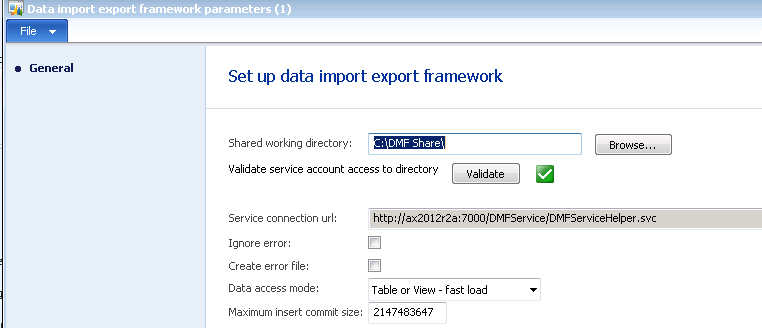 Data import export framework parameters (1)
File
General
Set up data import export framework
Shared working directory: C:\DMF Share\ Browse...
Validate service account access to directory Validate
Service connection url: http://ax2012r2a:7000/DMFService/DMFServiceHelper.svc
Ignore error:
Create error file:
Data access mode: Table or View - fast load
Maximum insert commit size: 2147483647